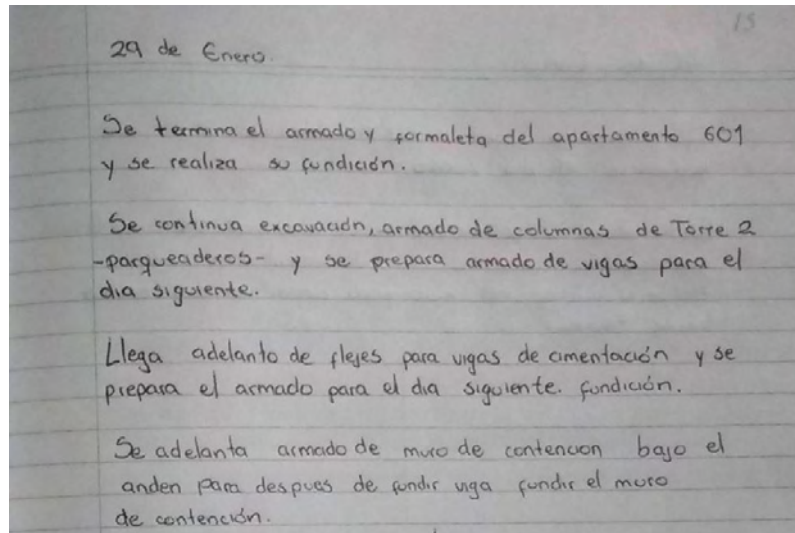 15
29 de Enero.
Se termina el armado y formaleta del apartamento 601
y se realiza su fundición.
Se continua excavación, armado de columnas de Torre 2
-parqueaderos- y se prepara armado de vigas para el
dia siguiente.
Llega adelanto de flejes para vigas de cimentación y se
prepara el armado para el dia siguiente. fundición.
Se adelanta armado de muro de contencion bajo el
anden para despues de fundir viga fundir el muro
de contención.